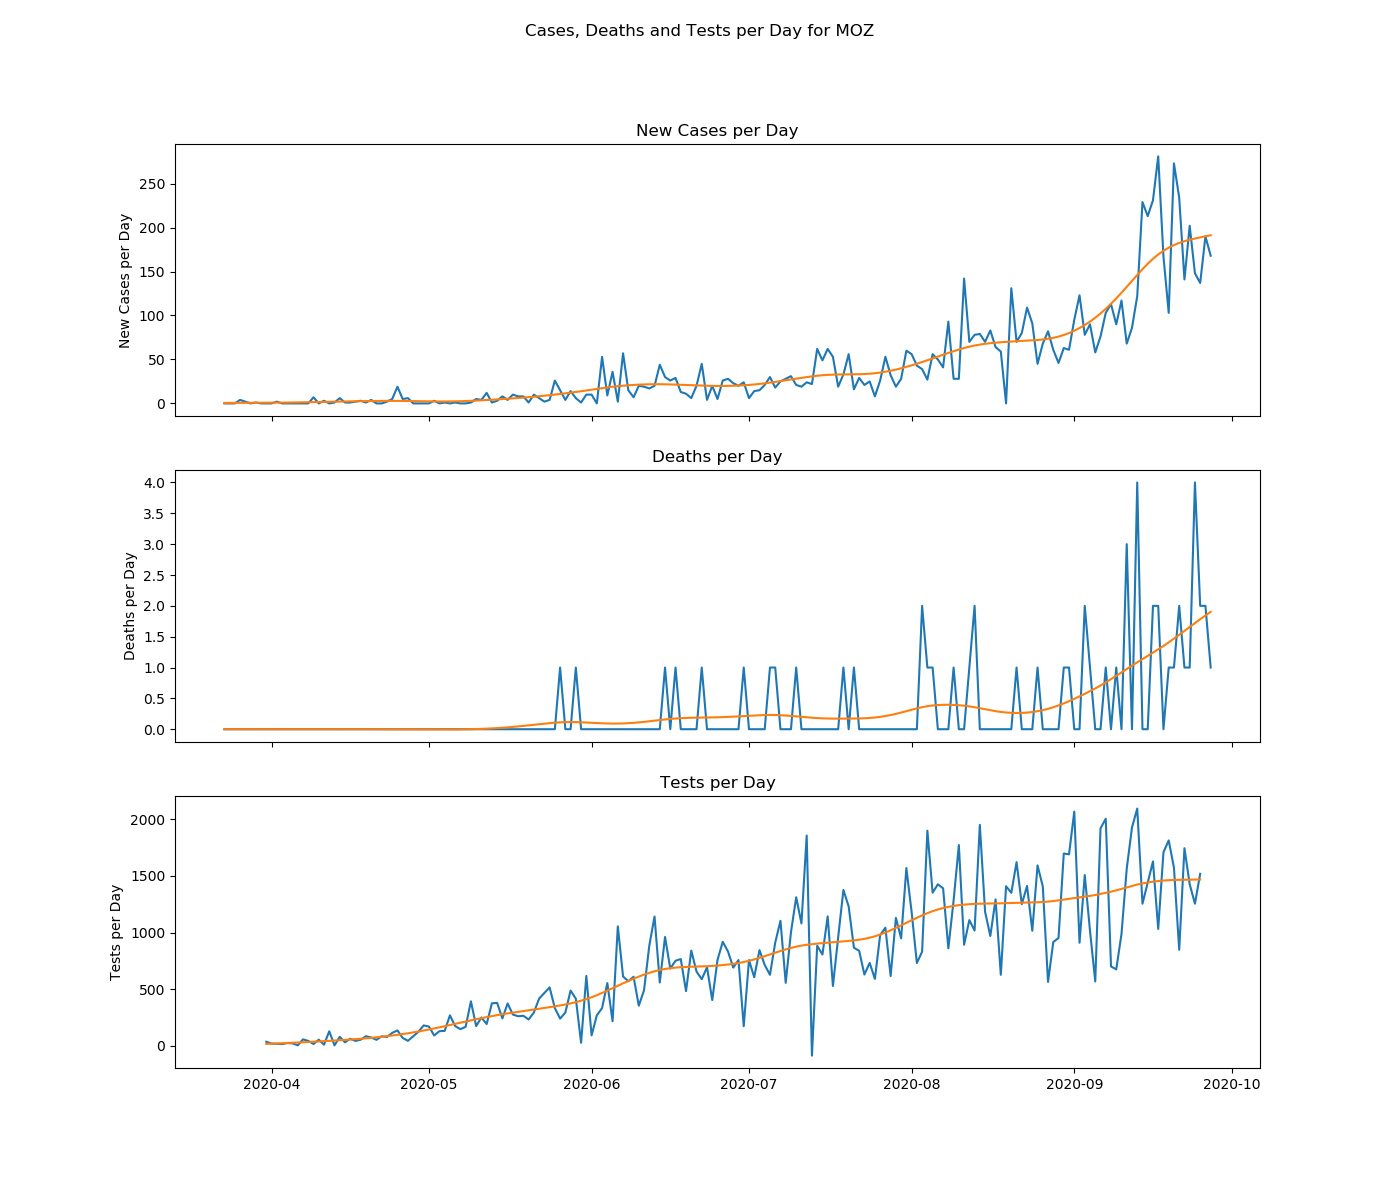 Cases, Deaths and Tests per Day for MOZ
New Cases per Day
250
200
150
100
50
0
New Cases per Day
Deaths per Day
4.0
3.5
3.0
2.5
2.0
1.5
1.0
0.5
0.0
Deaths per Day
Tests per Day
2000
1500
1000
500
0
Tests per Day
2020-04 2020-05 2020-06 2020-07 2020-08 2020-09 2020-10